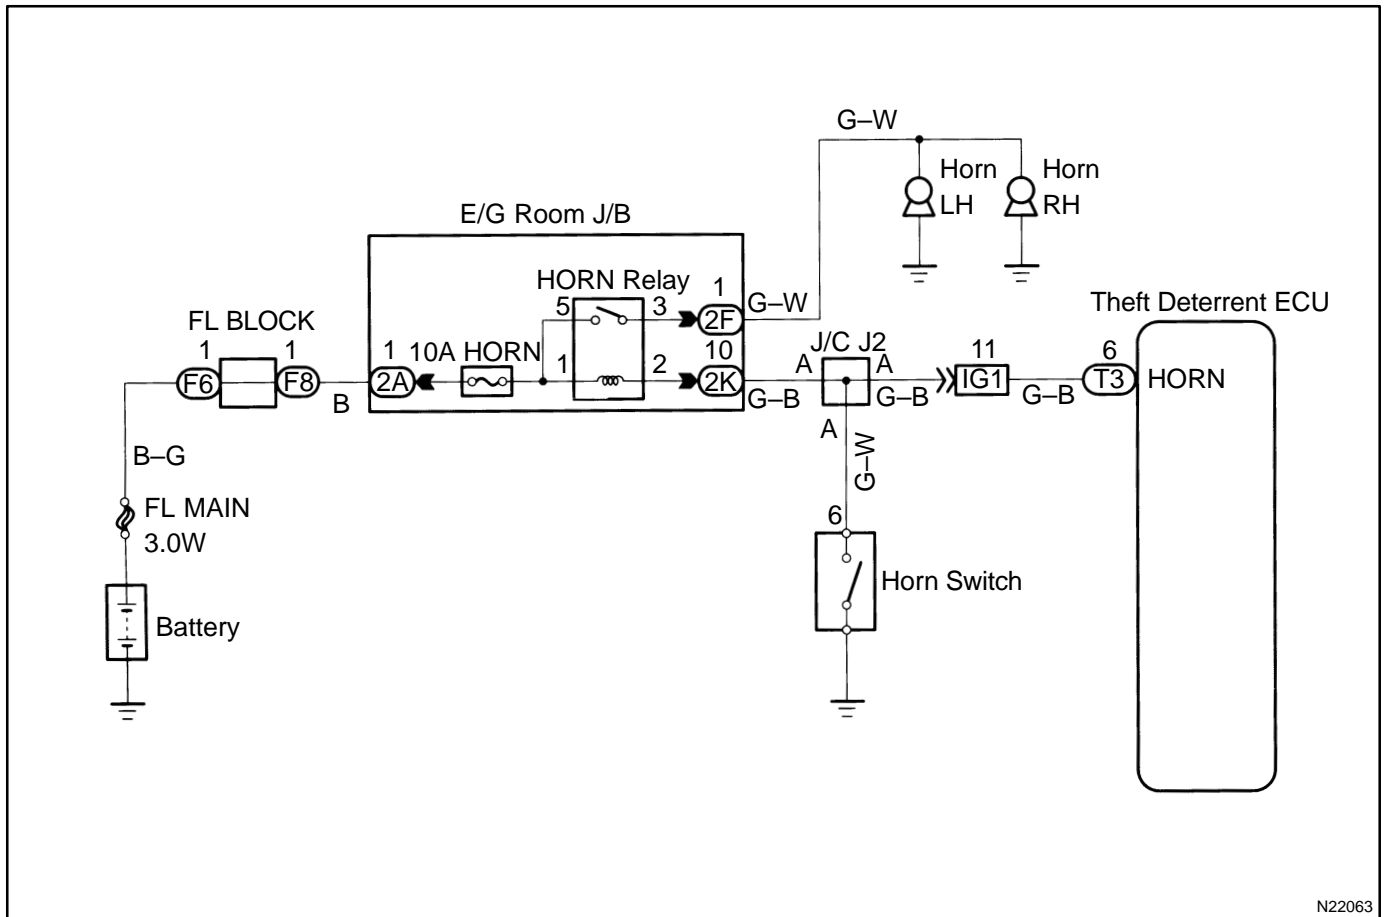 G–W
Horn LH
Horn RH
E/G Room J/B
HORN Relay
5
3
1
2F
G–W
Theft Deterrent ECU
FL BLOCK
1
1
F6
F8
B
1
2A
10A HORN
1
2
10
2K
G–B
J/C J2
A
A
G–B
11
IG1
G–B
6
T3
HORN
A
G–W
B–G
FL MAIN
3.0W
6
Horn Switch
Battery
N22063